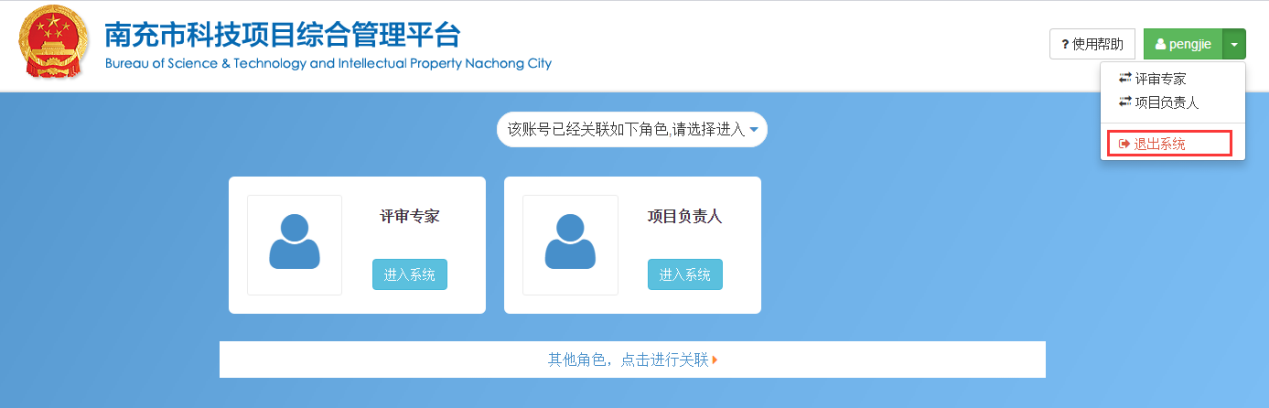 南充市科技项目综合管理平台
Bureau of Science & Technology and Intellectual Property Nachong City
? 使用帮助
pengjie
评审专家
项目负责人
退出系统
该账号已经关联如下角色,请选择进入
评审专家
进入系统
项目负责人
进入系统
其他角色，点击进行关联